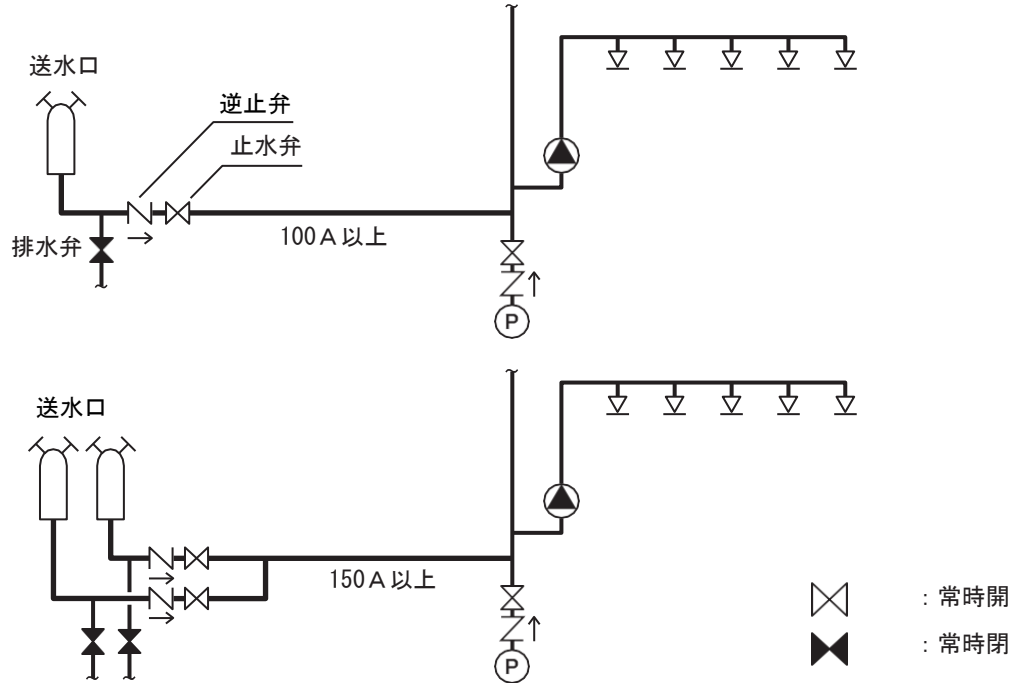 送水口
逆止弁
止水弁
排水弁
100A以上
P
送水口
150A以上
P
：常時開
：常時閉